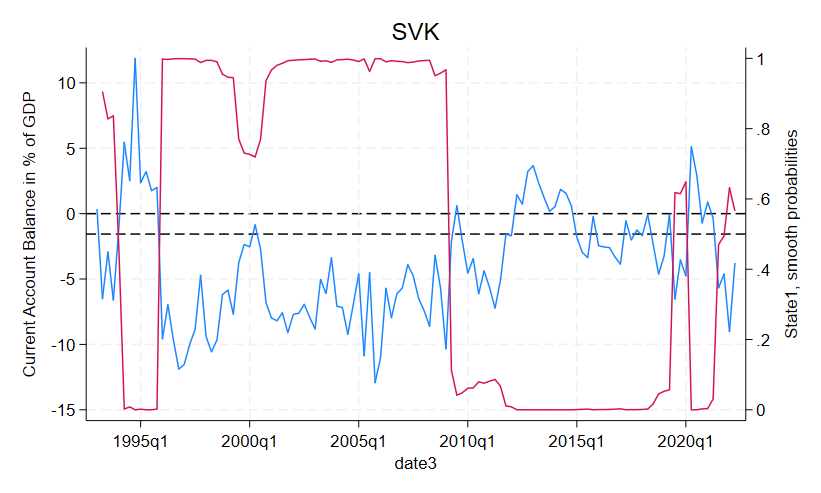 SVK
Current Account Balance in % of GDP
10
5
0
-5
-10
-15
1
.8
.6
.4
.2
0
State1, smooth probabilities
1995q1 2000q1 2005q1 2010q1 2015q1 2020q1
date3